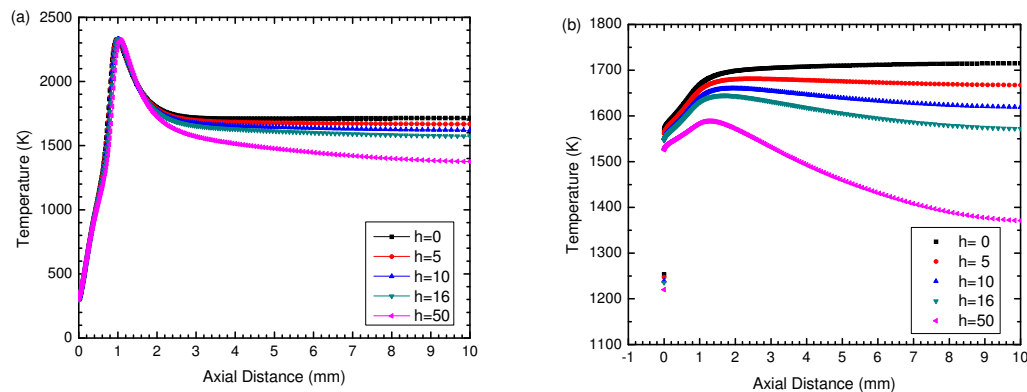 (a)
2500
2000
1500
1000
500
0
Temperature (K)
0 1 2 3 4 5 6 7 8 9 10
Axial Distance (mm)
h=0
h=5
h=10
h=16
h=50
(b)
1800
1700
1600
1500
1400
1300
1200
1100
Temperature (K)
-1 0 1 2 3 4 5 6 7 8 9 10
Axial Distance (mm)
h= 0
h= 5
h= 10
h= 16
h= 50